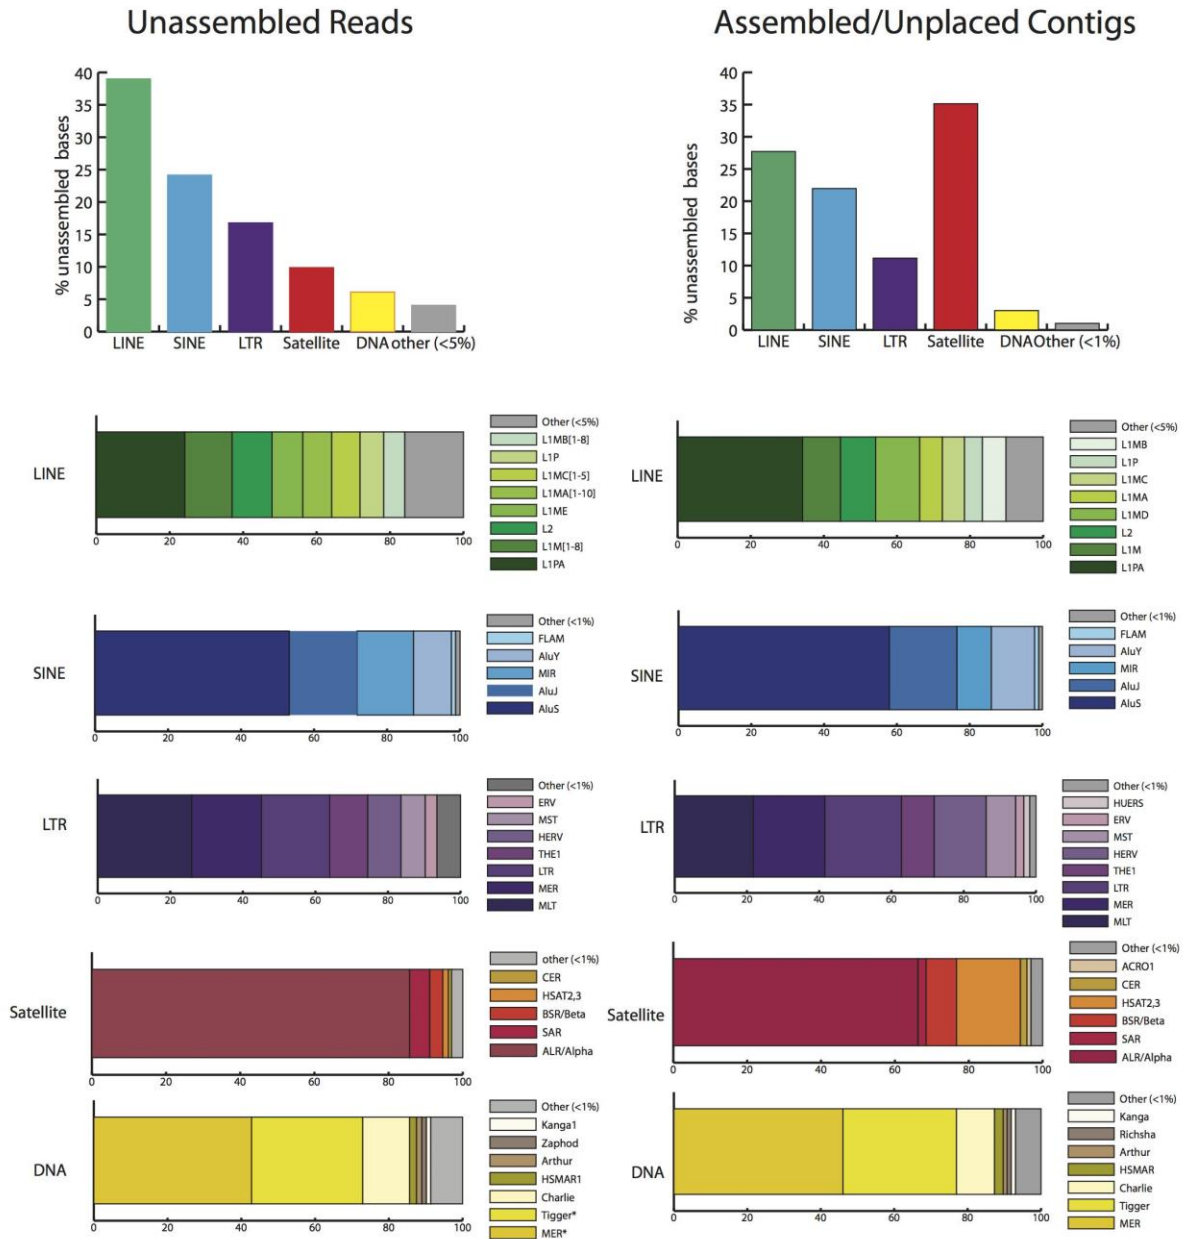 Unassembled Reads
Assembled/Unplaced Contigs
% unassembled bases
40
35
30
25
20
15
10
5
0
LINE SINE LTR Satellite DNA other (<5%)
% unassembled bases
40
35
30
25
20
15
10
5
0
LINE SINE LTR Satellite DNA Other (<1%)
LINE
0 20 40 60 80 100
Other (<5%)
L1MB[1-8]
L1P
L1MC[1-5]
L1MA[1-10]
L1ME
L2
L1M[1-8]
L1PA
LINE
0 20 40 60 80 100
Other (<5%)
L1MB
L1P
L1MC
L1MA
L1MD
L2
L1M
L1PA
SINE
0 20 40 60 80 100
Other (<1%)
FLAM
AluY
MIR
AluJ
AluS
SINE
0 20 40 60 80 100
Other (<1%)
FLAM
AluY
MIR
AluJ
AluS
LTR
0 20 40 60 80 100
Other (<1%)
ERV
MST
HERV
THE1
LTR
MER
MLT
LTR
0 20 40 60 80 100
Other (<1%)
HUERS
ERV
MST
HERV
THE1
LTR
MER
MLT
Satellite
0 20 40 60 80 100
other (<1%)
CER
HSAT2,3
BSR/Beta
SAR
ALR/Alpha
Satellite
0 20 40 60 80 100
Other (<1%)
ACRO1
CER
HSAT2,3
BSR/Beta
SAR
ALR/Alpha
DNA
0 20 40 60 80 100
Other (<1%)
Kanga1
Zaphod
Arthur
HSMAR1
Charlie
Tigger*
MER*
DNA
0 20 40 60 80 100
Other (<1%)
Kanga
Richsha
Arthur
HSMAR
Charlie
Tigger
MER